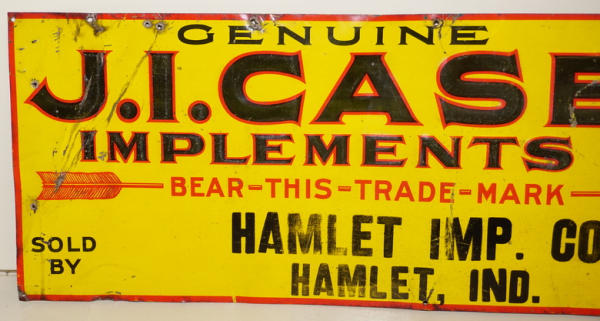 GENUINE
J.I.CASE
IMPLEMENTS
BEAR-THIS-TRADE-MARK
SOLD
BY
HAMLET IMP. CO
HAMLET, IND.